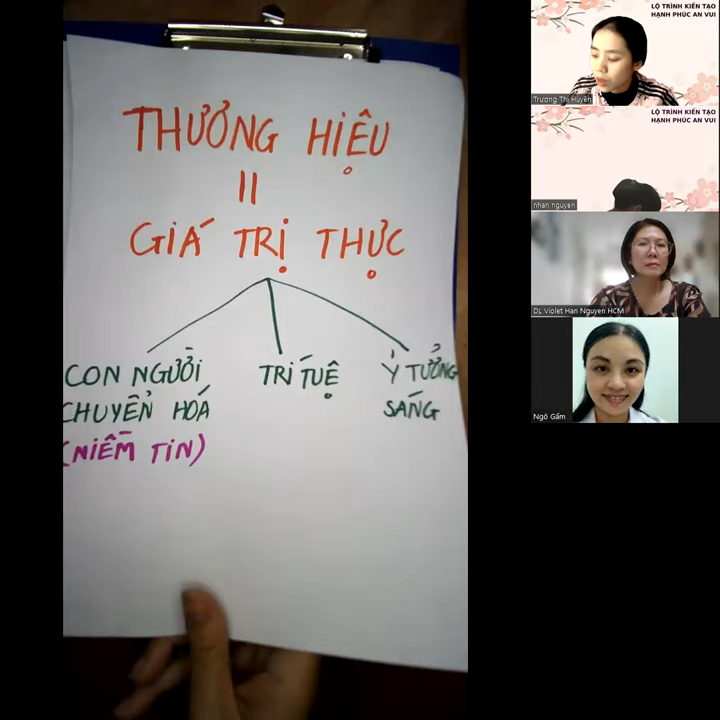 THƯƠNG HIỆU
=
GIÁ TRỊ THỰC
CON NGƯỜI
CHUYỂN HOÁ
(NIỀM TIN)
TRÍ TUỆ
Ý TƯỞNG
SÁNG
LỘ TRÌNH KIẾN TẠO
HẠNH PHÚC AN VUI
Trương Thị Huyền
LỘ TRÌNH KIẾN TẠO
HẠNH PHÚC AN VUI
nhan nguyen
DL Violet Han Nguyen HCM
Ngô Gấm